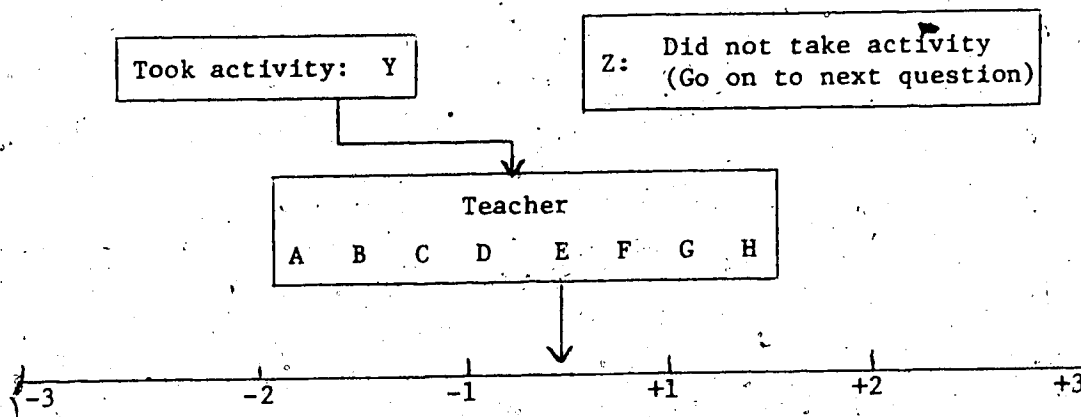 Took activity: Y
Z: Did not take activity
(Go on to next question)
Teacher
A B C D E F G H
-3 -2 -1 +1 +2 +3